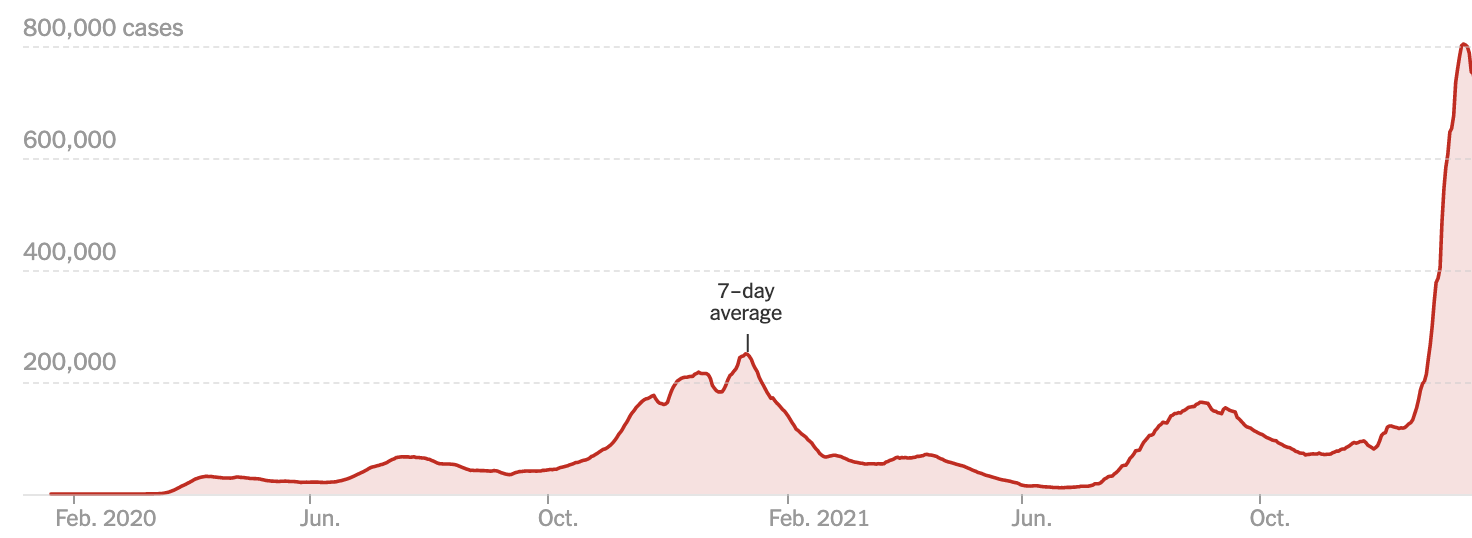 800,000 cases
600,000
400,000
7–day
average
200,000
Feb. 2020
Jun.
Oct.
Feb. 2021
Jun.
Oct.